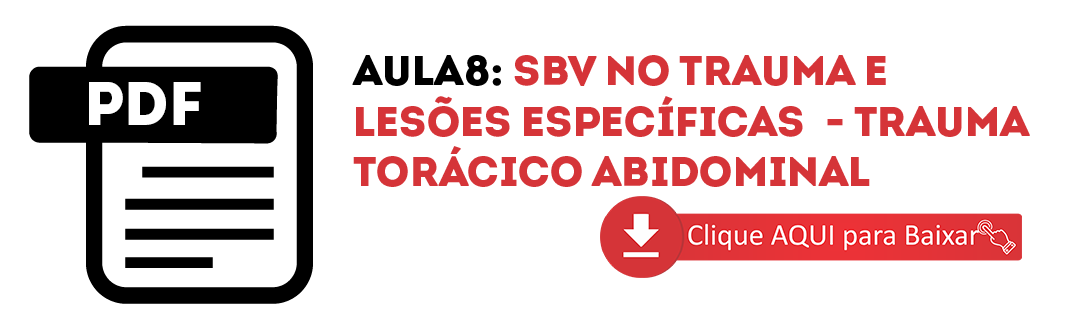 PDF
AULA8: SBV NO TRAUMA E
LESÕES ESPECÍFICAS - TRAUMA
TORÁCICO ABIDOMINAL
Clique AQUI para Baixar